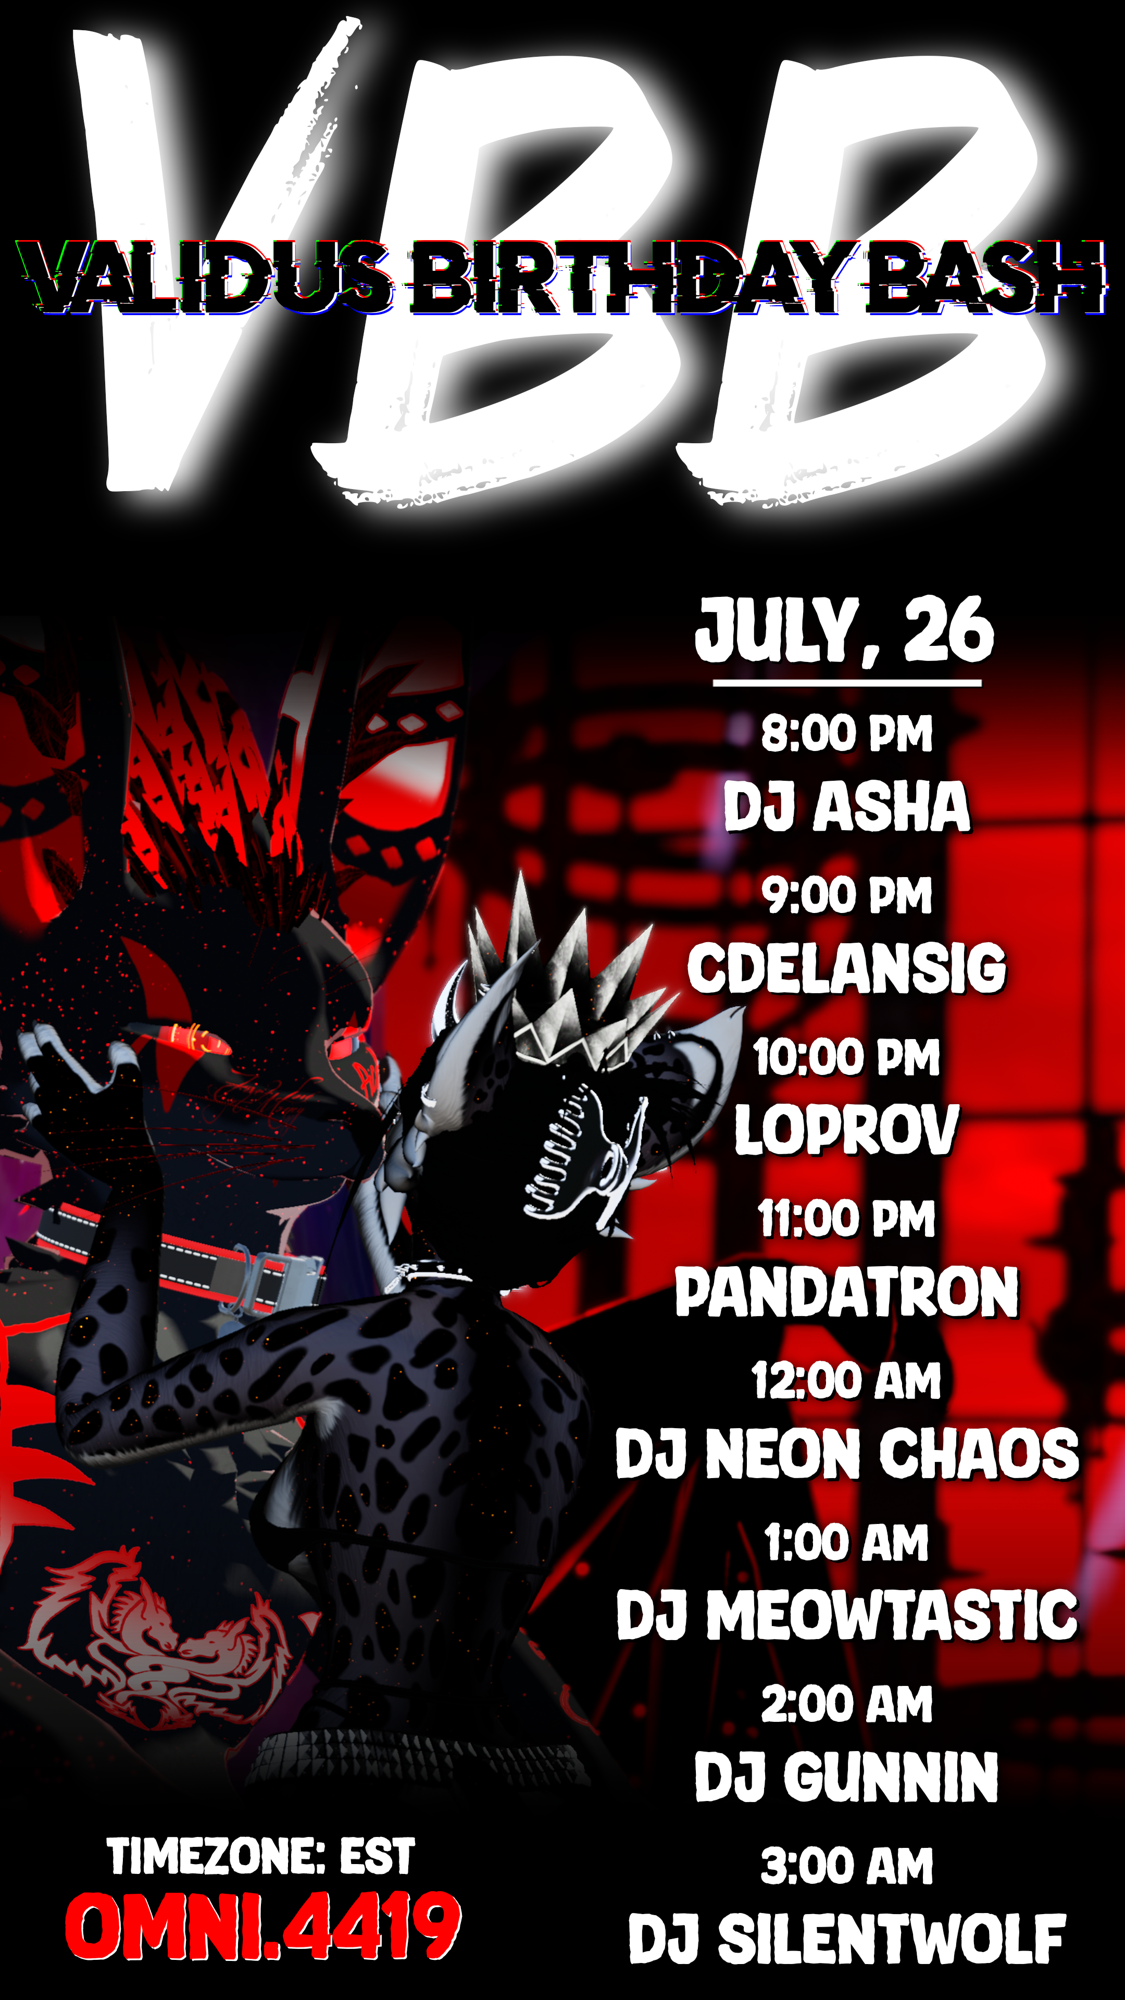 VBB
VALIDUS BIRTHDAY BASH
JULY, 26
8:00 PM
DJ ASHA
9:00 PM
CDELANSIG
10:00 PM
LOPROV
11:00 PM
PANDATRON
12:00 AM
DJ NEON CHAOS
1:00 AM
DJ MEOWTASTIC
2:00 AM
DJ GUNNIN
3:00 AM
DJ SILENTWOLF
TIMEZONE: EST
OMNI.4419